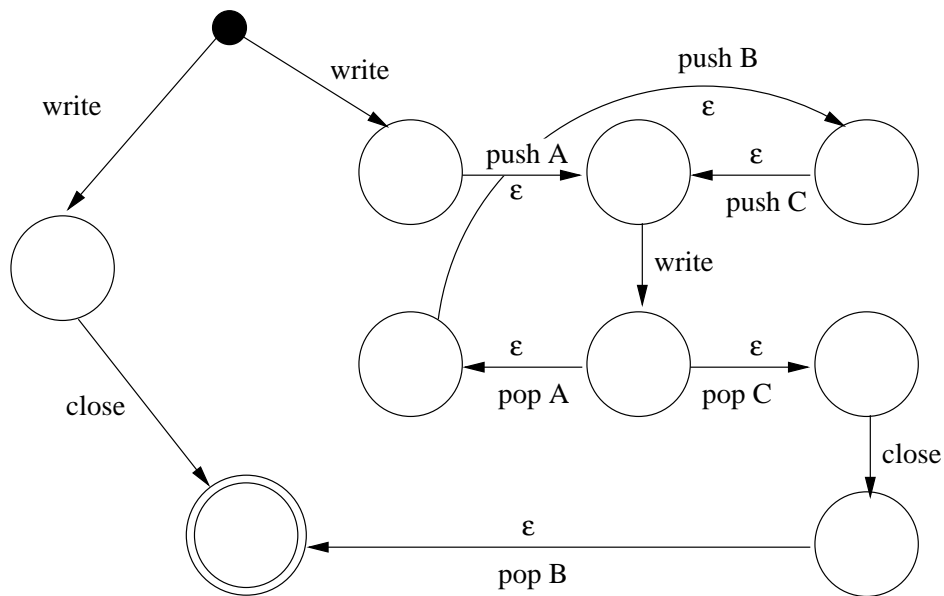 push B
write
write
ε
push A
ε
ε
push C
write
ε
ε
pop A
pop C
close
close
ε
pop B